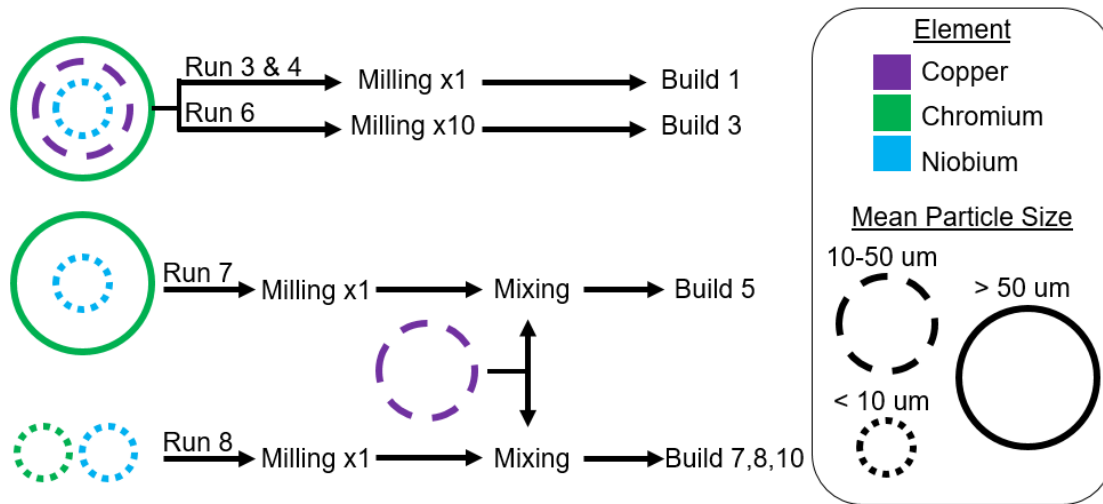 Run 3 & 4
Milling x1
Build 1
Run 6
Milling x10
Build 3
Run 7
Milling x1
Mixing
Build 5
Run 8
Milling x1
Mixing
Build 7,8,10
Element
Copper
Chromium
Niobium
Mean Particle Size
10-50 um
> 50 um
< 10 um